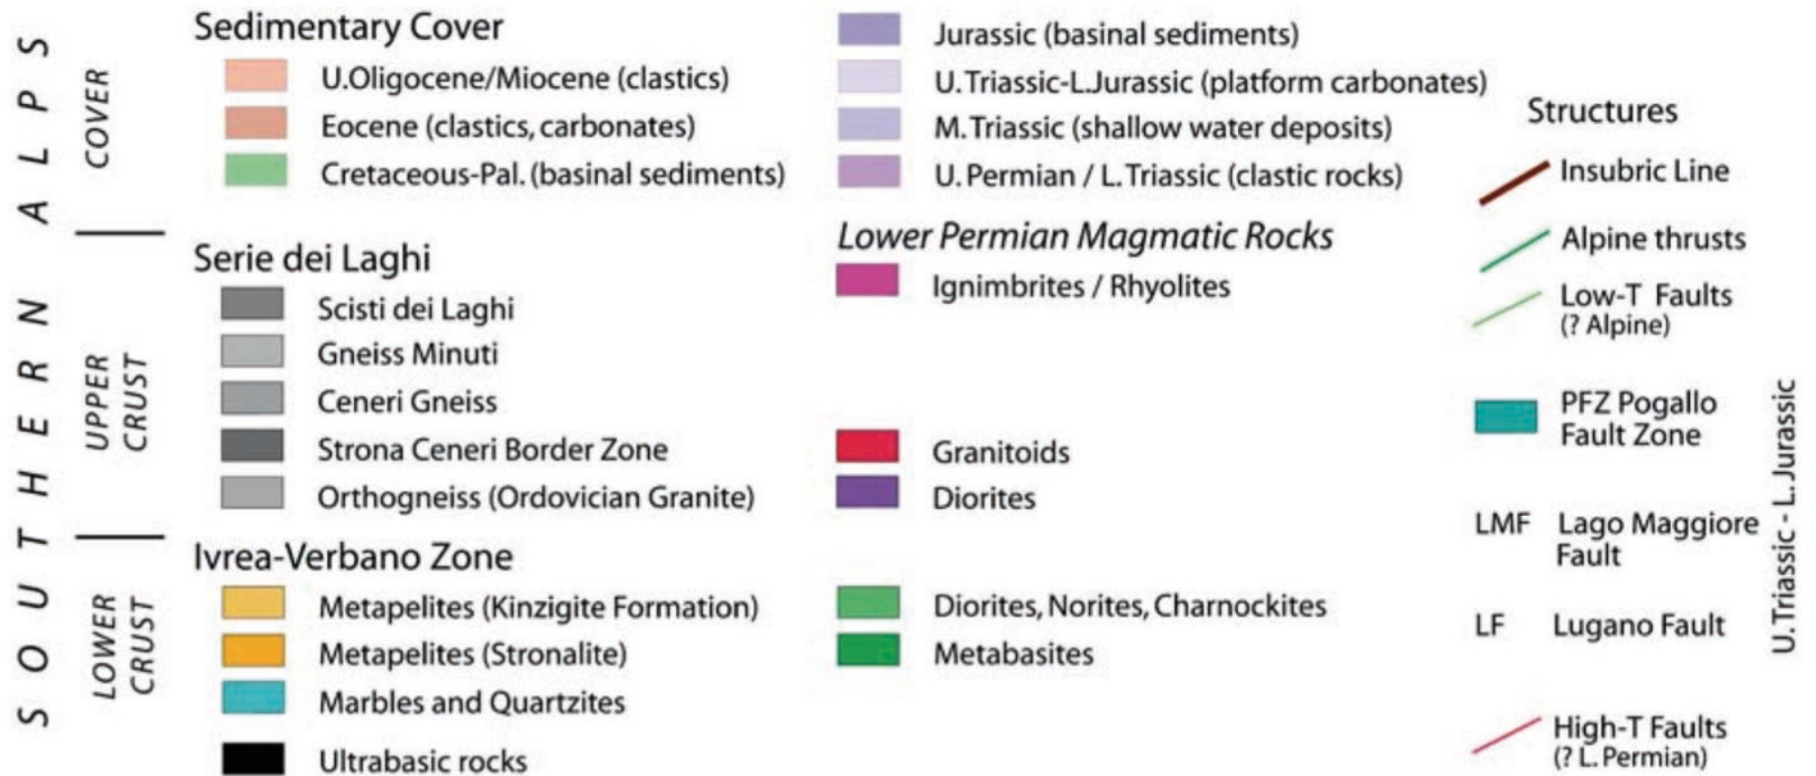 SOUTHERN ALPS
COVER
Sedimentary Cover
U.Oligocene/Miocene (clastics)
Eocene (clastics, carbonates)
Cretaceous-Pal. (basinal sediments)
Jurassic (basinal sediments)
U.Triassic-L.Jurassic (platform carbonates)
M.Triassic (shallow water deposits)
U.Permian / L.Triassic (clastic rocks)
UPPER
CRUST
Serie dei Laghi
Scisti dei Laghi
Gneiss Minuti
Ceneri Gneiss
Strona Ceneri Border Zone
Orthogneiss (Ordovician Granite)
Lower Permian Magmatic Rocks
Ignimbrites / Rhyolites
Granitoids
Diorites
LOWER
CRUST
Ivrea-Verbano Zone
Metapelites (Kinzigite Formation)
Metapelites (Stronalite)
Marbles and Quartzites
Ultrabasic rocks
Diorites, Norites, Charnockites
Metabasites
Structures
Insubric Line
Alpine thrusts
Low-T Faults
(? Alpine)
PFZ Pogallo
Fault Zone
LMF Lago Maggiore
Fault
LF Lugano Fault
U.Triassic - L.Jurassic
High-T Faults
(? L. Permian)